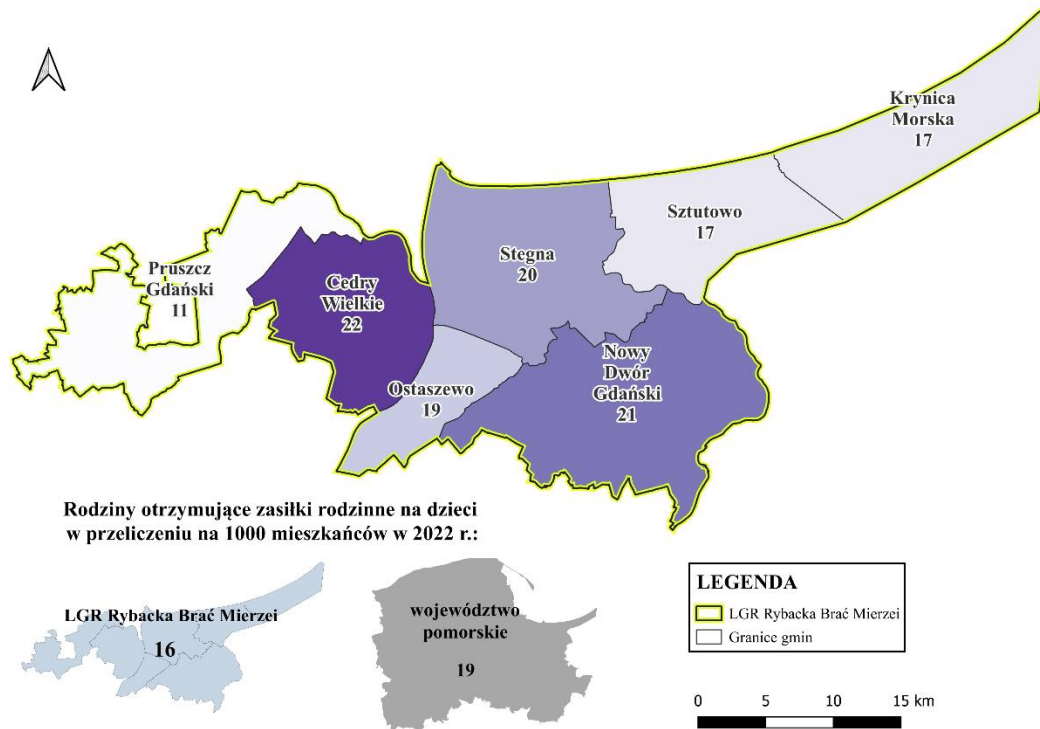 Krynica
Morska
17
Sztutowo
17
Stegna
20
Pruszcz
Gdański
11
Cedry
Wielkie
22
Nowy
Dwór
Gdański
21
Ostaszewo
19
Rodziny otrzymujące zasiłki rodzinne na dzieci
w przeliczeniu na 1000 mieszkańców w 2022 r.:
LGR Rybacka Brać Mierzei
16
województwo
pomorskie
19
LEGENDA
LGR Rybacka Brać Mierzei
Granice gmin
0 5 10 15 km